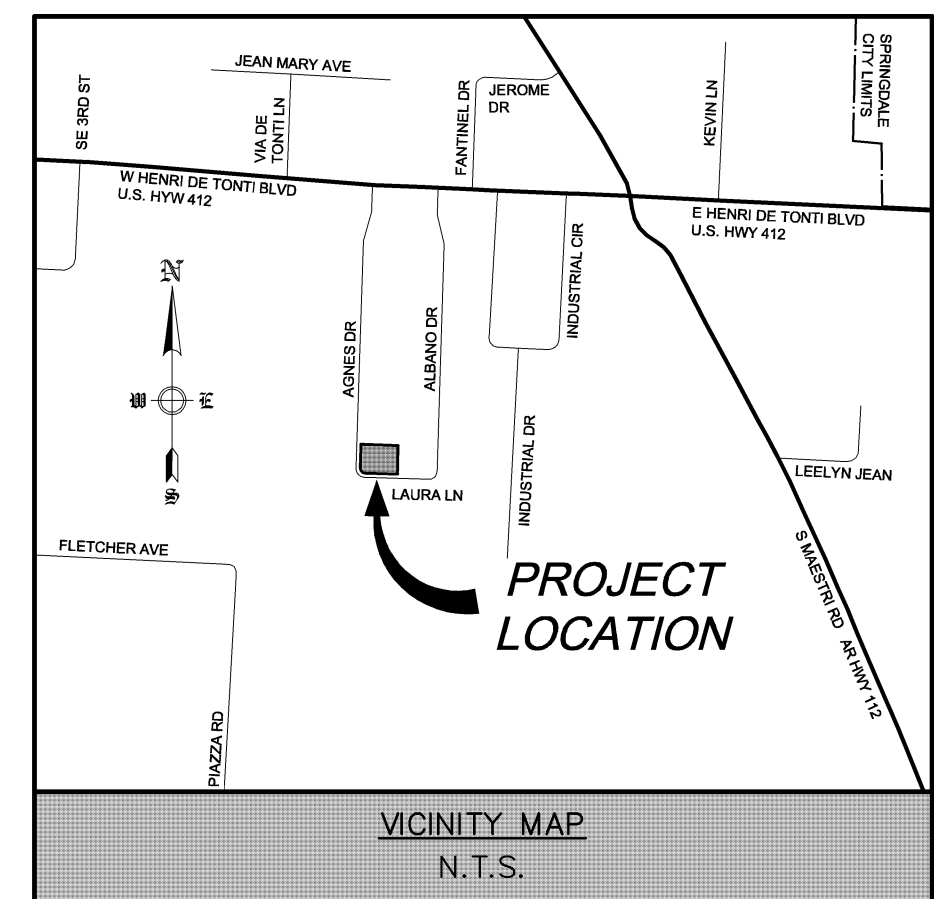 JEAN MARY AVE
SE 3RD ST
VIA DE
TONTI LN
FANTINEL DR
JEROME
DR
KEVIN LN
SPRINGDALE
CITY LIMITS
W HENRI DE TONTI BLVD
U.S. HYW 412
E HENRI DE TONTI BLVD
U.S. HWY 412
N
W
E
S
AGNES DR
ALBANO DR
INDUSTRIAL CIR
INDUSTRIAL DR
LAURA LN
LEELYN JEAN
FLETCHER AVE
PROJECT
LOCATION
S MAESTRI RD AR HWY 112
PIAZZA RD
VICINITY MAP
N.T.S.